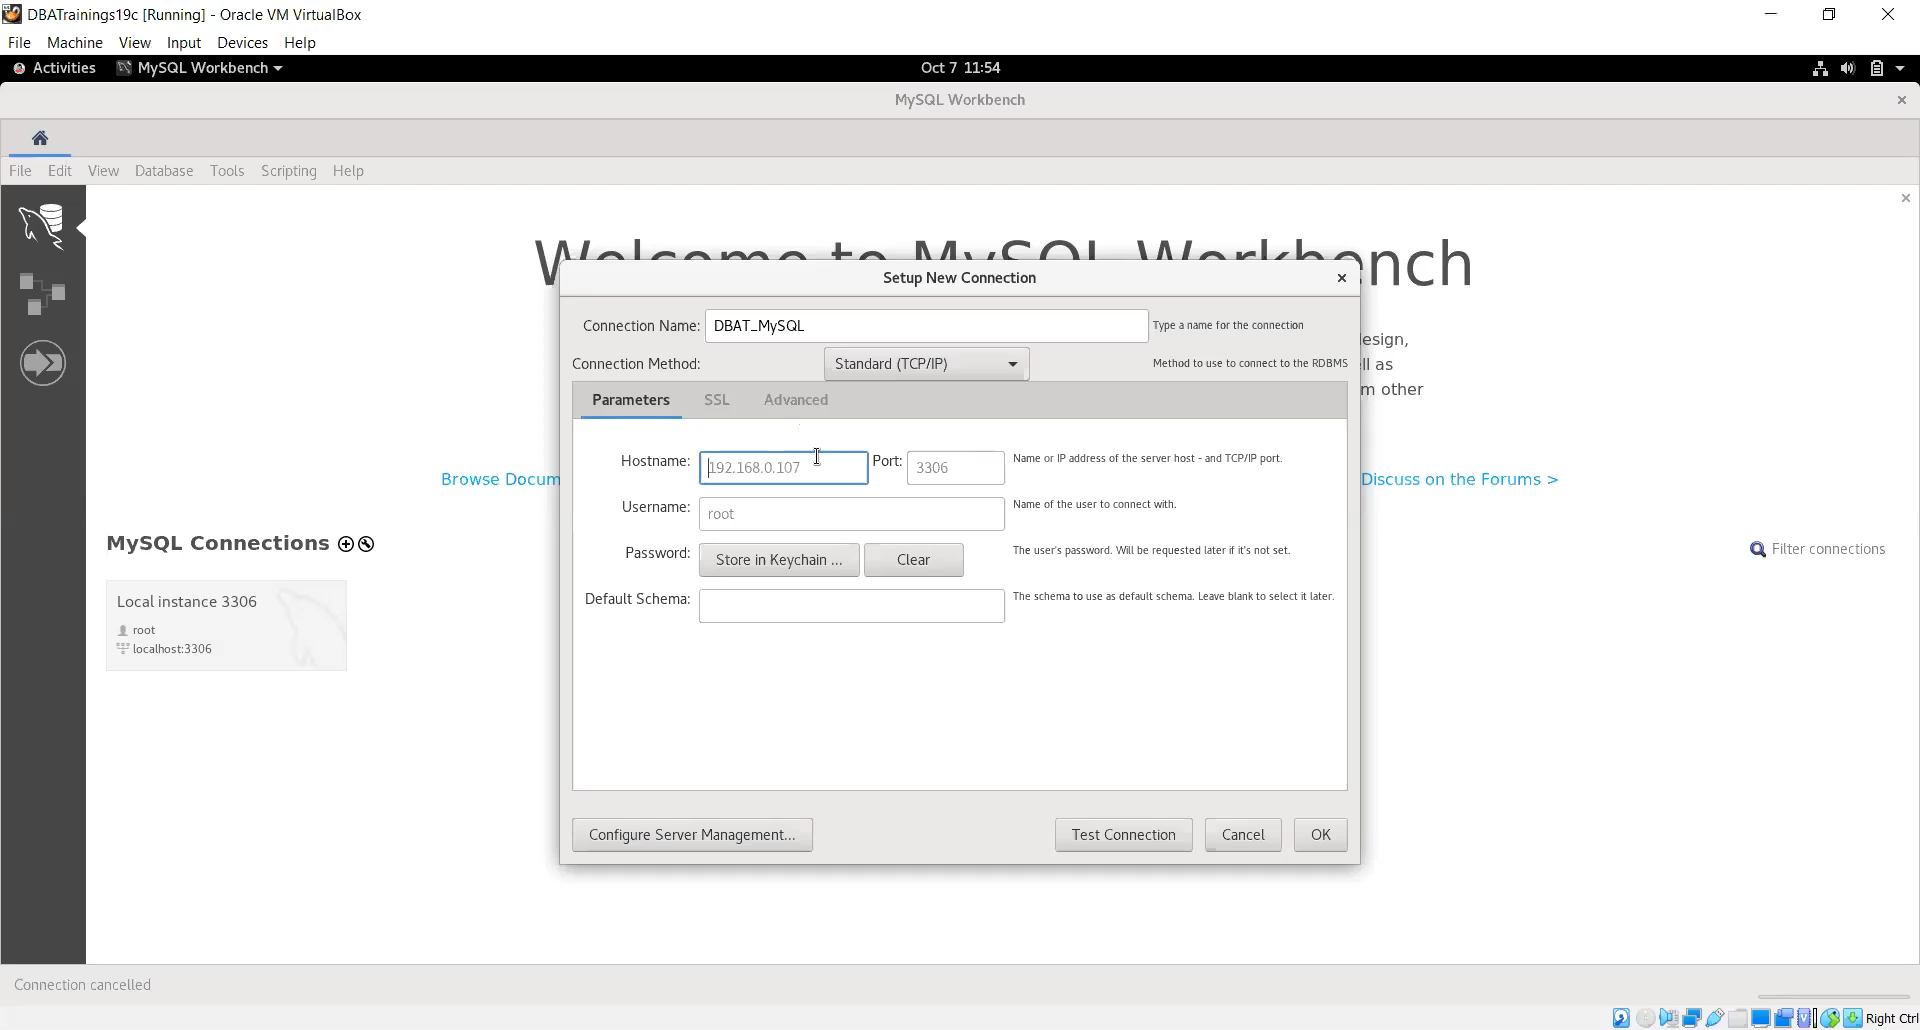 DBATrainings19c [Running] - Oracle VM VirtualBox
File Machine View Input Devices Help
Activities MySQL Workbench Oct 7 11:54
MySQL Workbench
File Edit View Database Tools Scripting Help
Welcome to MySQL Workbench
Setup New Connection
Connection Name: DBAT_MySQL Type a name for the connection
esign,
Connection Method: Standard (TCP/IP) Method to use to connect to the RDBMS
ll as
m other
Parameters SSL Advanced
Hostname: 192.168.0.107 Port: 3306 Name or IP address of the server host - and TCP/IP port.
Browse Docum Discuss on the Forums >
Username: root Name of the user to connect with.
MySQL Connections Filter connections
Password: Store in Keychain ... Clear The user's password. Will be requested later if it's not set.
Default Schema: The schema to use as default schema. Leave blank to select it later.
Local instance 3306
root
localhost:3306
Configure Server Management... Test Connection Cancel OK
Connection cancelled
Right Ctrl